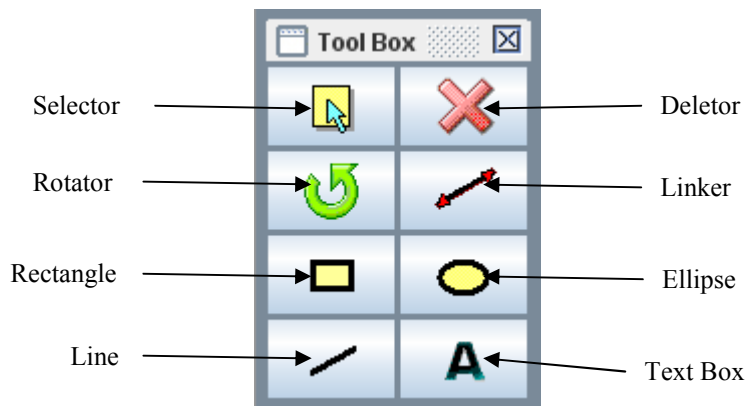 Tool Box
Selector
Deletor
Rotator
Linker
Rectangle
Ellipse
Line
A
Text Box